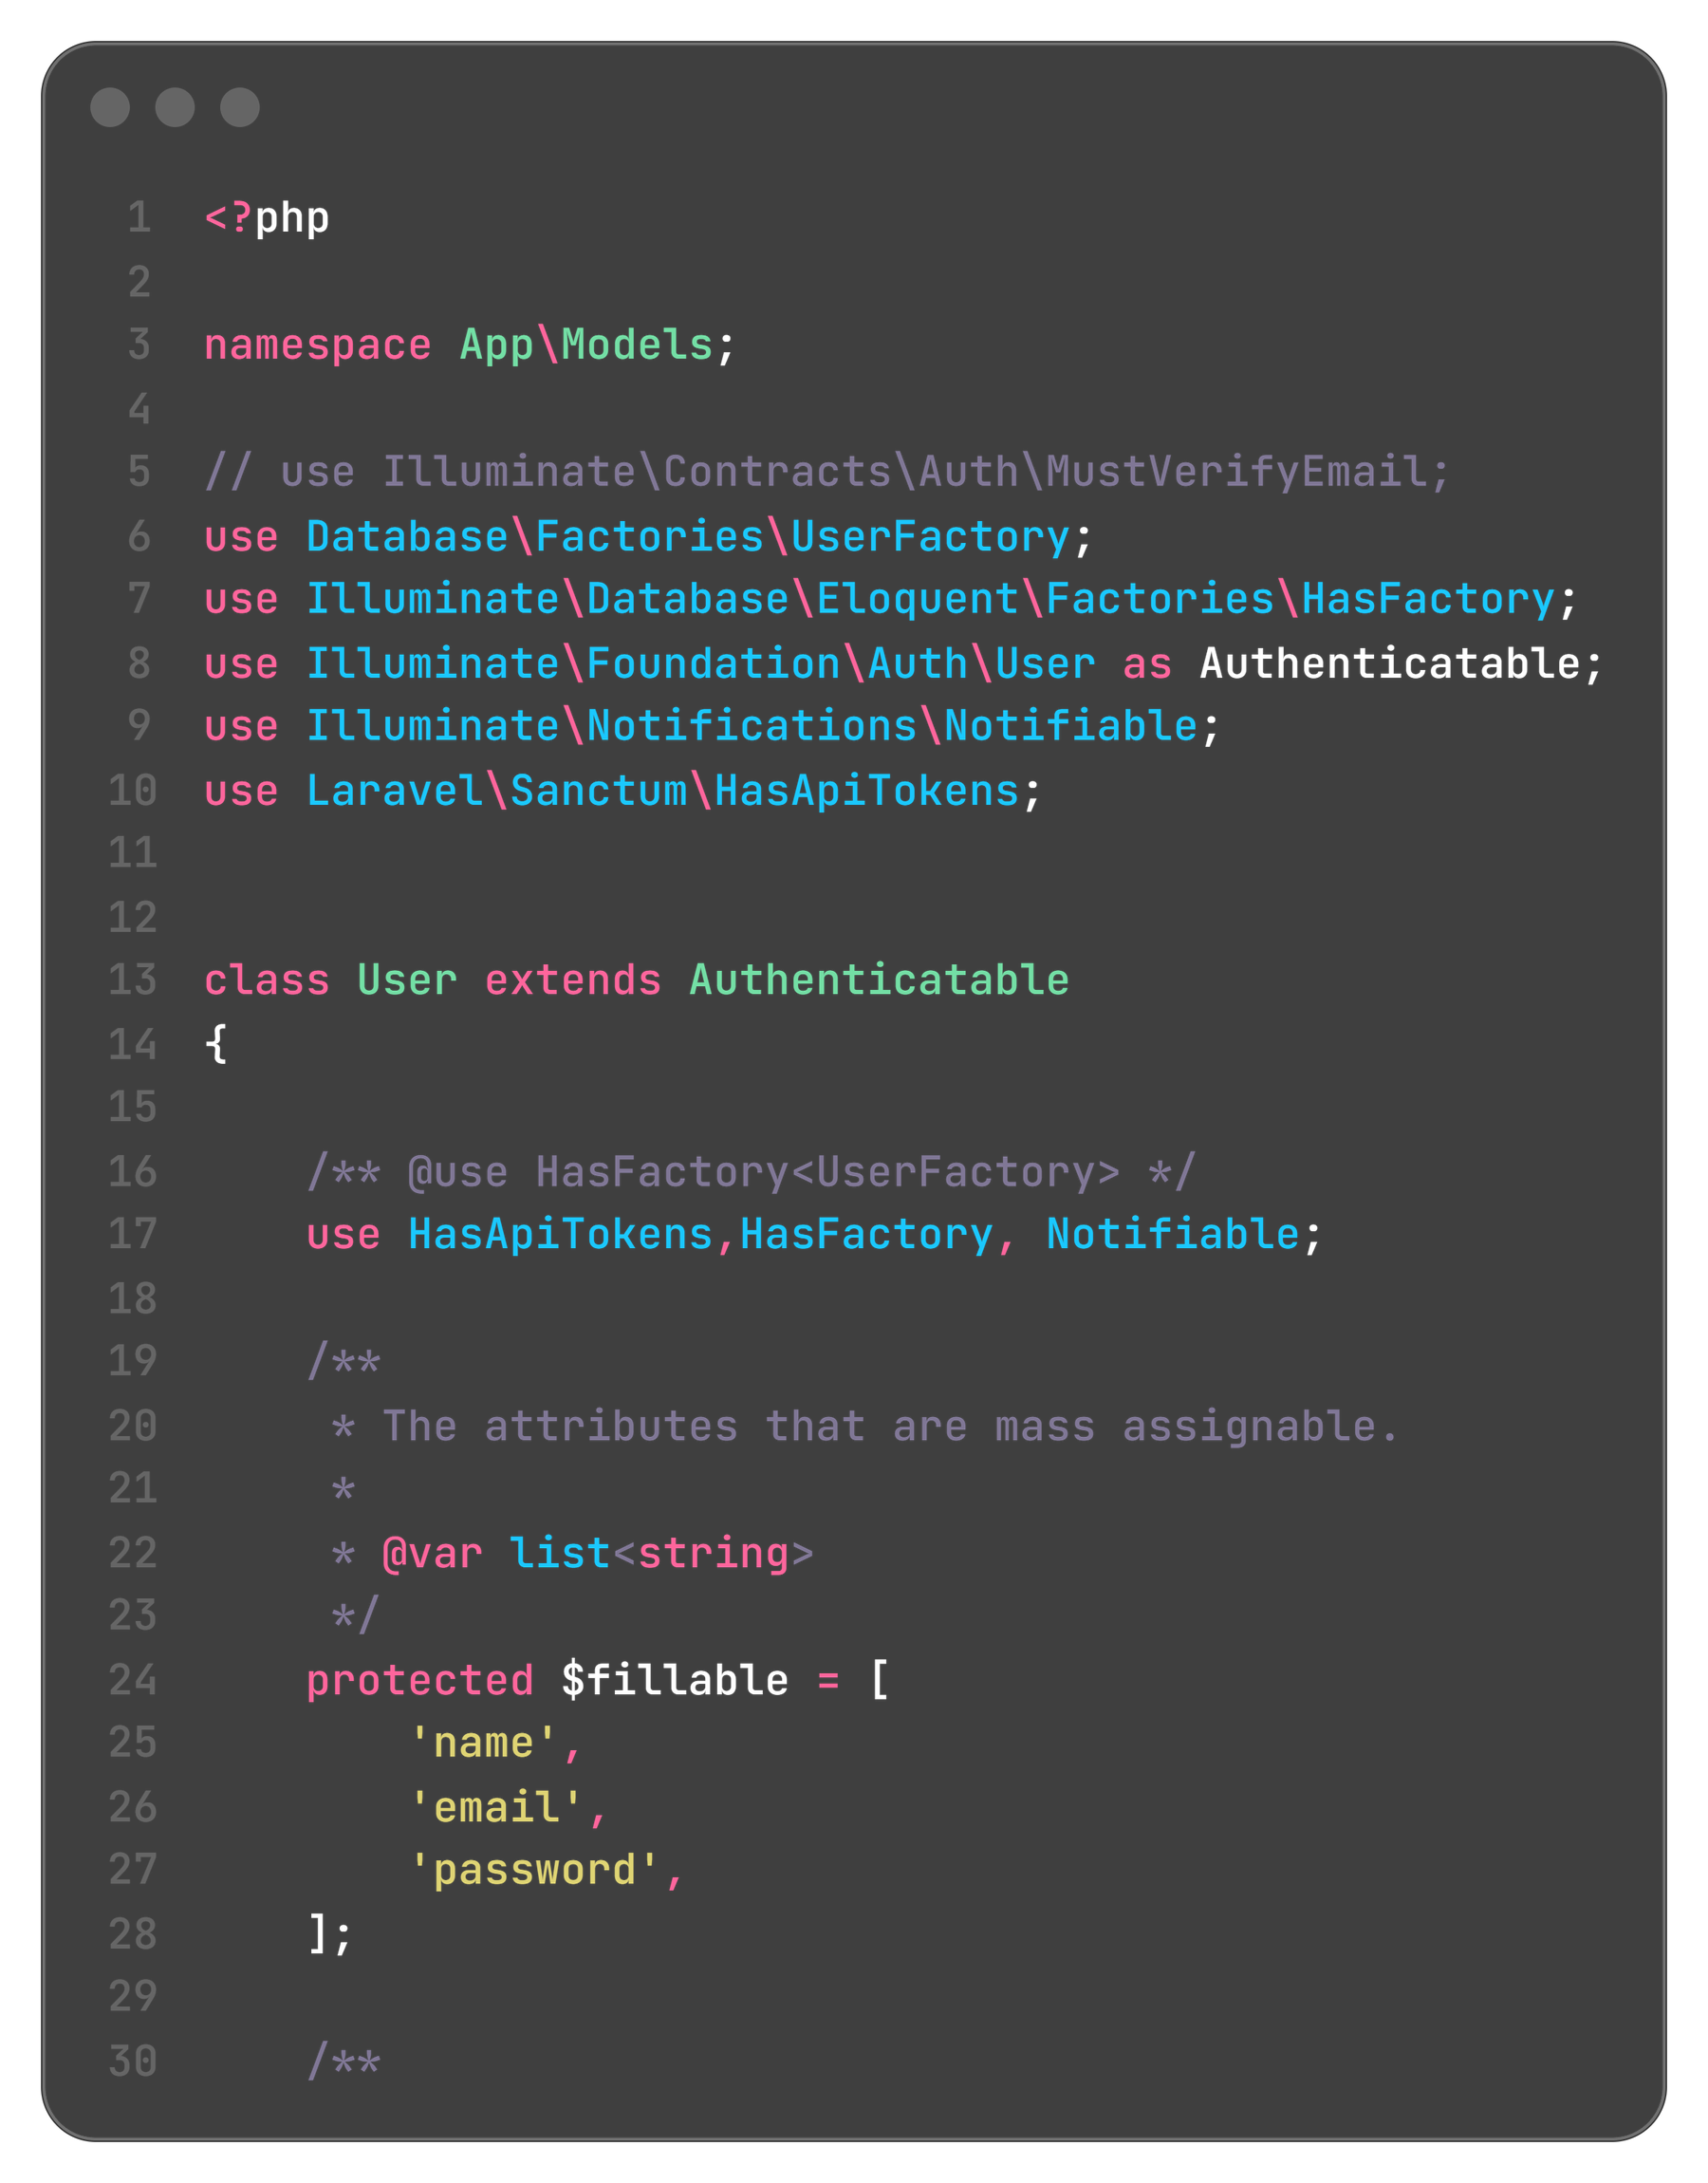 1 <?php
2
3 namespace App\Models;
4
5 // use Illuminate\Contracts\Auth\MustVerifyEmail;
6 use Database\Factories\UserFactory;
7 use Illuminate\Database\Eloquent\Factories\HasFactory;
8 use Illuminate\Foundation\Auth\User as Authenticatable;
9 use Illuminate\Notifications\Notifiable;
10 use Laravel\Sanctum\HasApiTokens;
11
12
13 class User extends Authenticatable
14 {
15
16     /** @use HasFactory<UserFactory> */
17     use HasApiTokens,HasFactory, Notifiable;
18
19     /**
20      * The attributes that are mass assignable.
21      *
22      * @var list<string>
23      */
24     protected $fillable = [
25         'name',
26         'email',
27         'password',
28     ];
29
30     /**